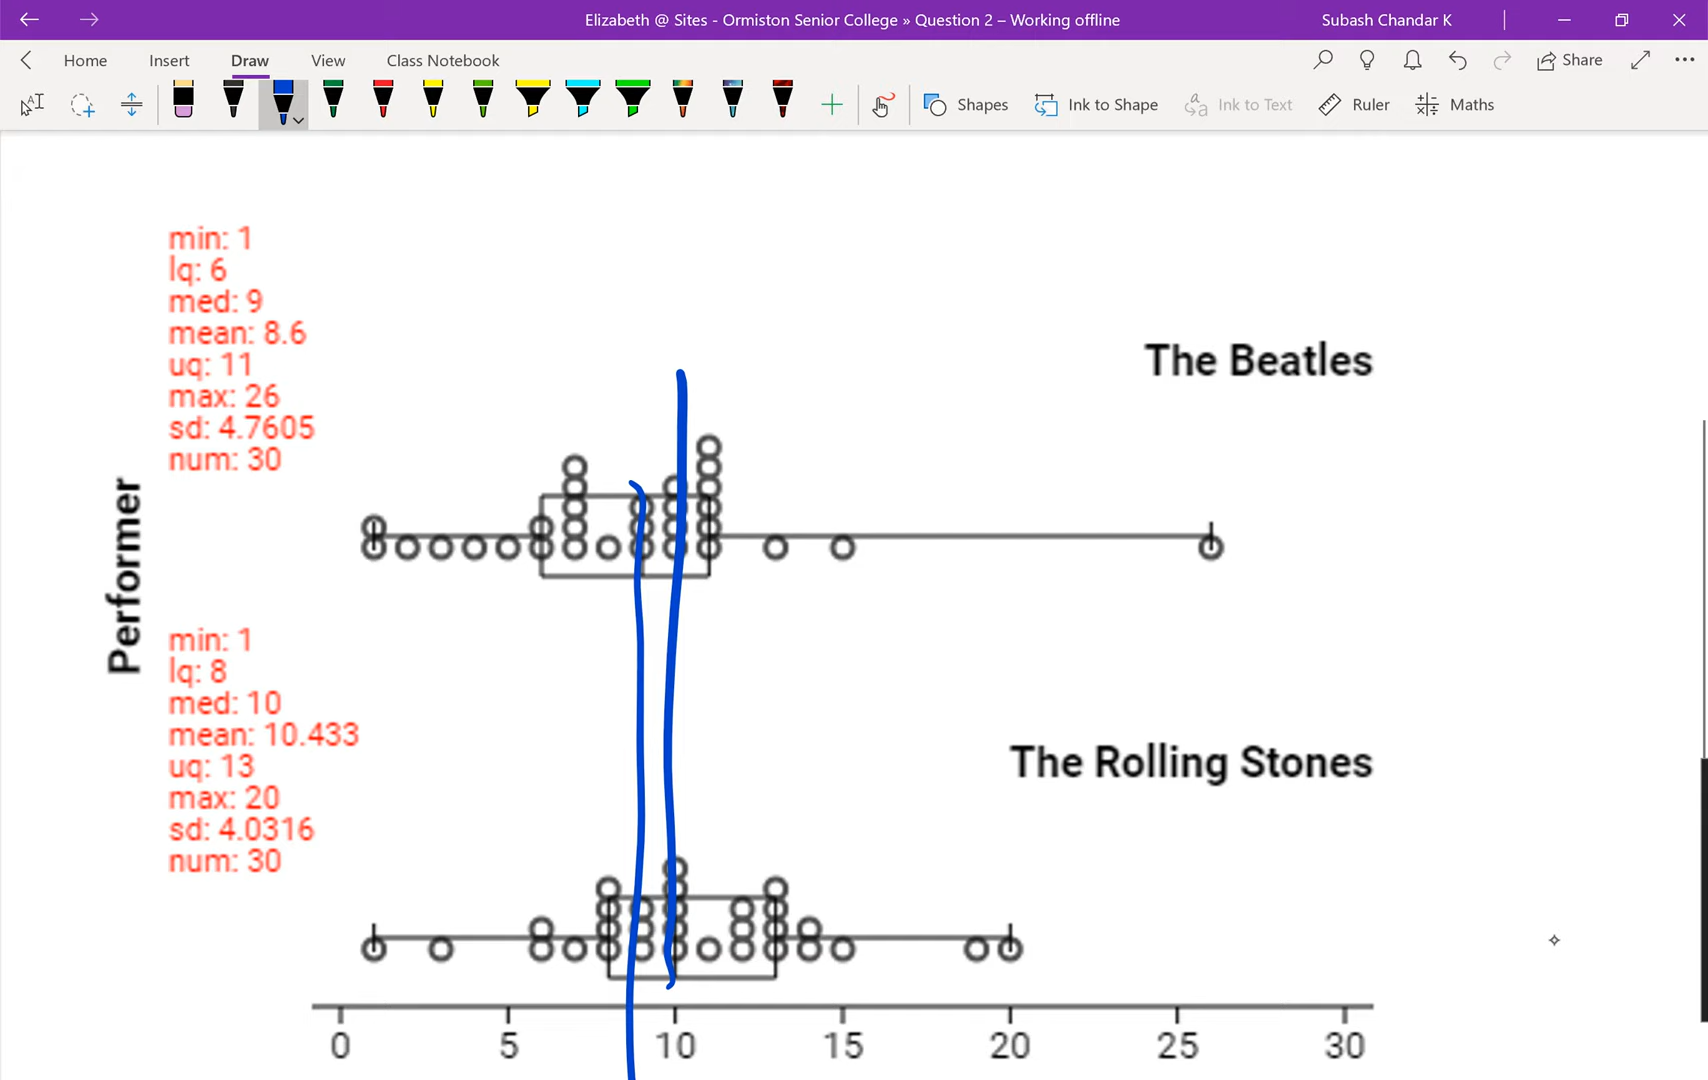 Elizabeth @ Sites - Ormiston Senior College » Question 2 – Working offline
Subash Chandar K
Home
Insert
Draw
View
Class Notebook
Share
Shapes
Ink to Shape
Ink to Text
Ruler
Maths
min: 1
lq: 6
med: 9
mean: 8.6
uq: 11
max: 26
sd: 4.7605
num: 30
The Beatles
Performer
min: 1
lq: 8
med: 10
mean: 10.433
uq: 13
max: 20
sd: 4.0316
num: 30
The Rolling Stones
0 5 10 15 20 25 30